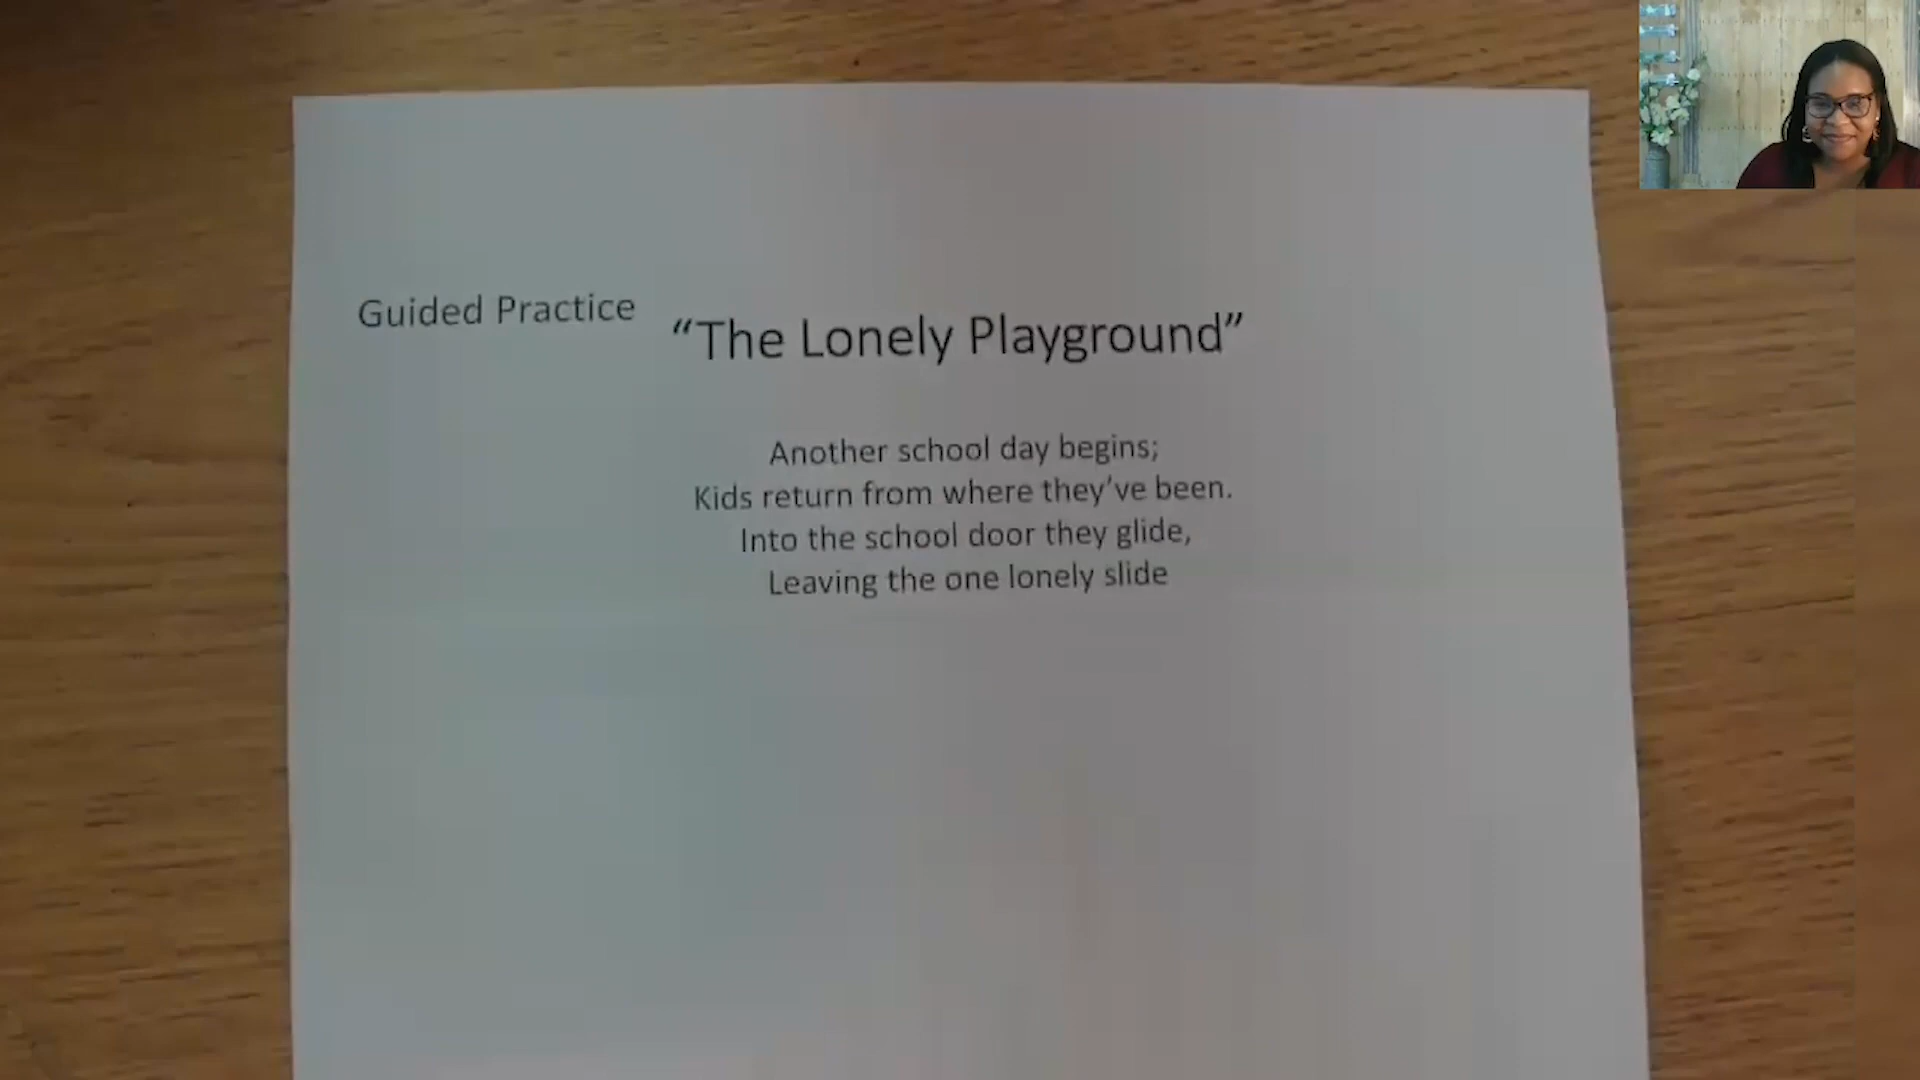 Guided Practice
“The Lonely Playground”
Another school day begins;
Kids return from where they’ve been.
Into the school door they glide,
Leaving the one lonely slide